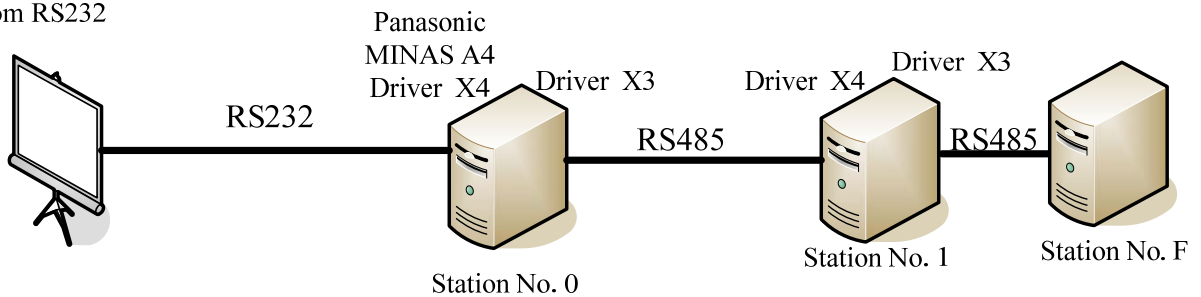 RS232
Panasonic
MINAS A4
Driver X4
Driver X3
Driver X4
Driver X3
RS232
RS485
RS485
Station No. 0
Station No. 1
Station No. F